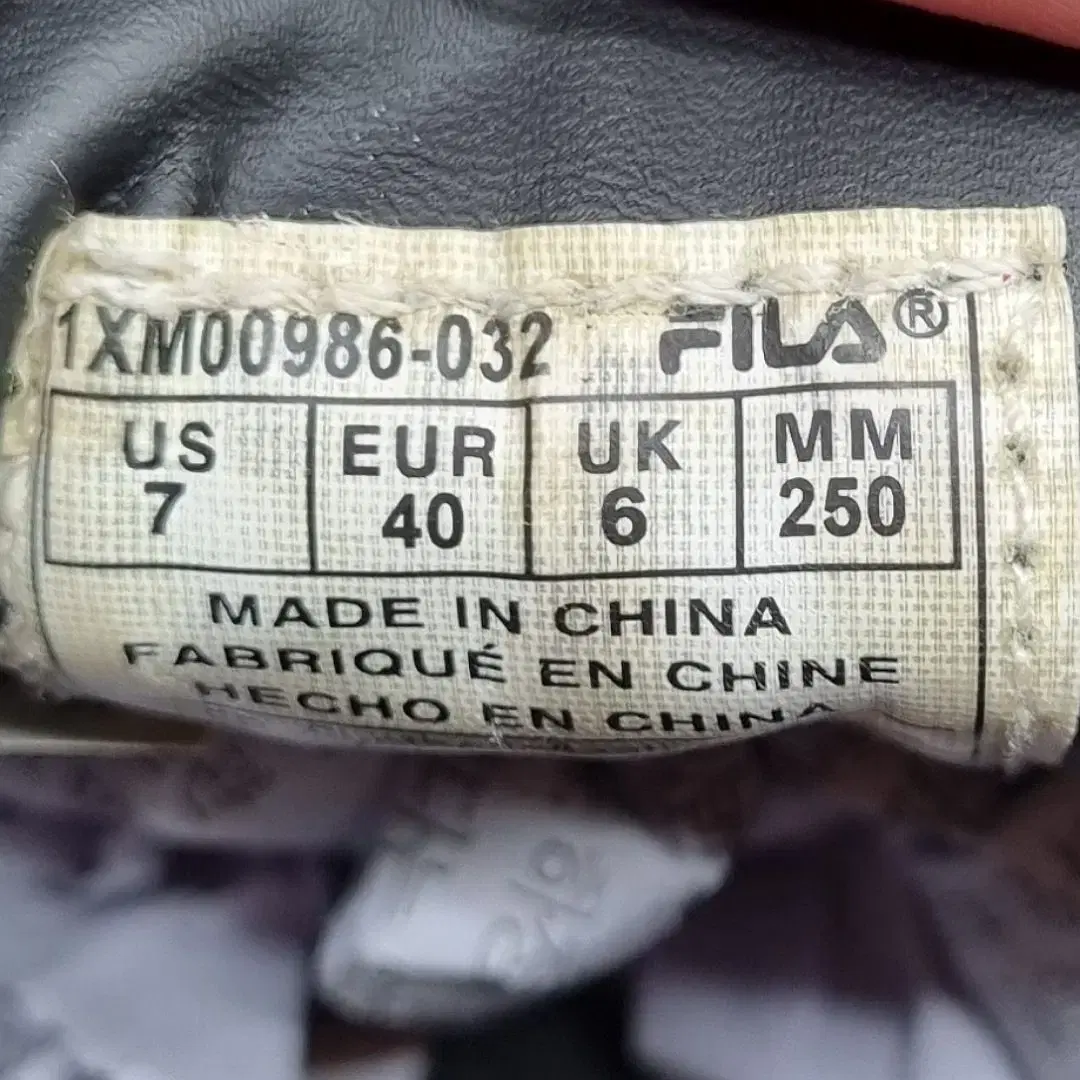 1XM00986-032 FILA®
US EUR UK MM
7 40 6 250
MADE IN CHINA
FABRIQUÉ EN CHINE
HECHO EN CHINA